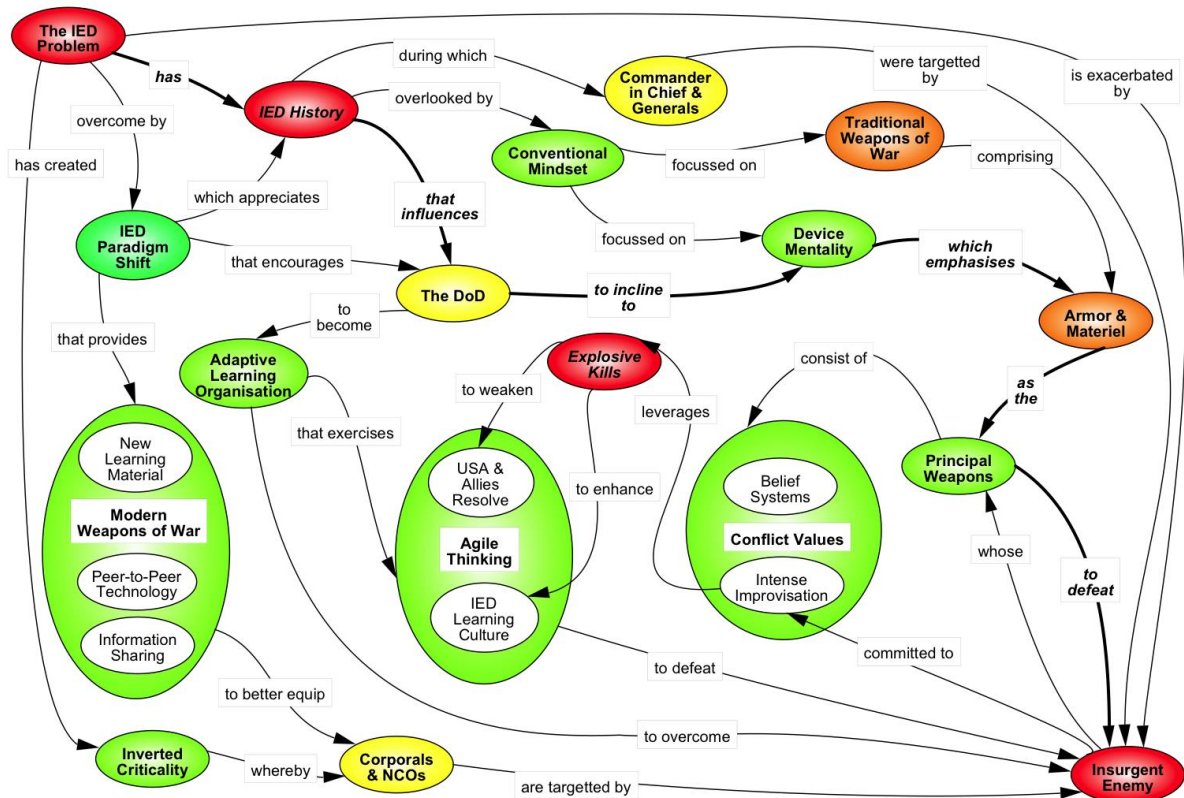 The IED
Problem
has
IED History
during which
Commander
in Chief &
Generals
were targetted
by
is exacerbated
by
overcome by
overlooked by
Traditional
Weapons of
War
has created
Conventional
Mindset
focussed on
comprising
which appreciates
that
influences
IED
Paradigm
Shift
that encourages
focussed on
Device
Mentality
which
emphasises
The DoD
to incline
to
to
become
Armor &
Materiel
that provides
Adaptive
Learning
Organisation
Explosive
Kills
consist of
as
the
to weaken
leverages
that exercises
New
Learning
Material
USA &
Allies
Resolve
Belief
Systems
Principal
Weapons
to enhance
Modern
Weapons of War
Agile
Thinking
Conflict Values
whose
to
defeat
Peer-to-Peer
Technology
Intense
Improvisation
IED
Learning
Culture
Information
Sharing
committed to
to defeat
to better equip
to overcome
Inverted
Criticality
whereby
Corporals
& NCOs
are targetted by
Insurgent
Enemy